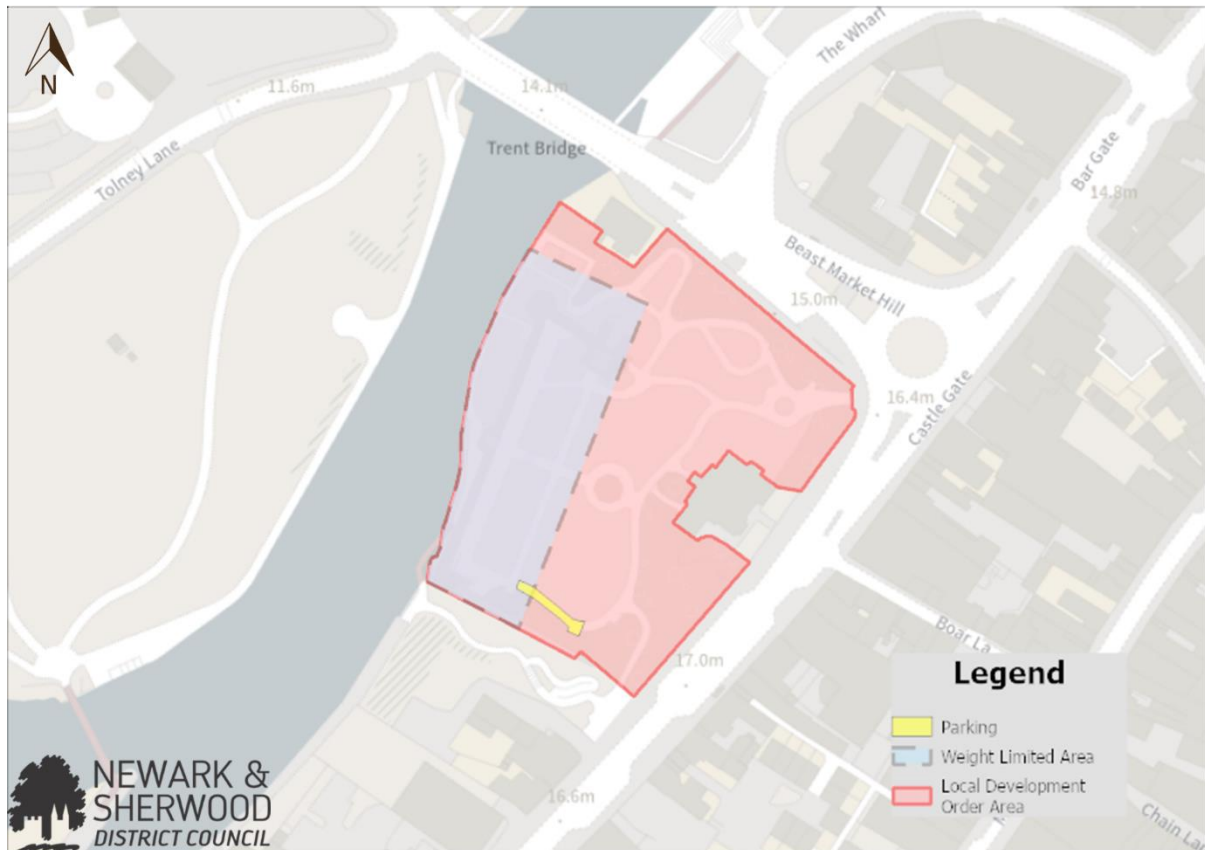 N
11.6m
14.1m
The Wharf
Trent Bridge
Tolney Lane
Bar Gate
14.8m
Beast Market Hill
15.0m
16.4m
Castle Gate
17.0m
Boar La
Legend
Parking
Weight Limited Area
Local Development
Order Area
NEWARK &
SHERWOOD
DISTRICT COUNCIL
16.6m
Chain La